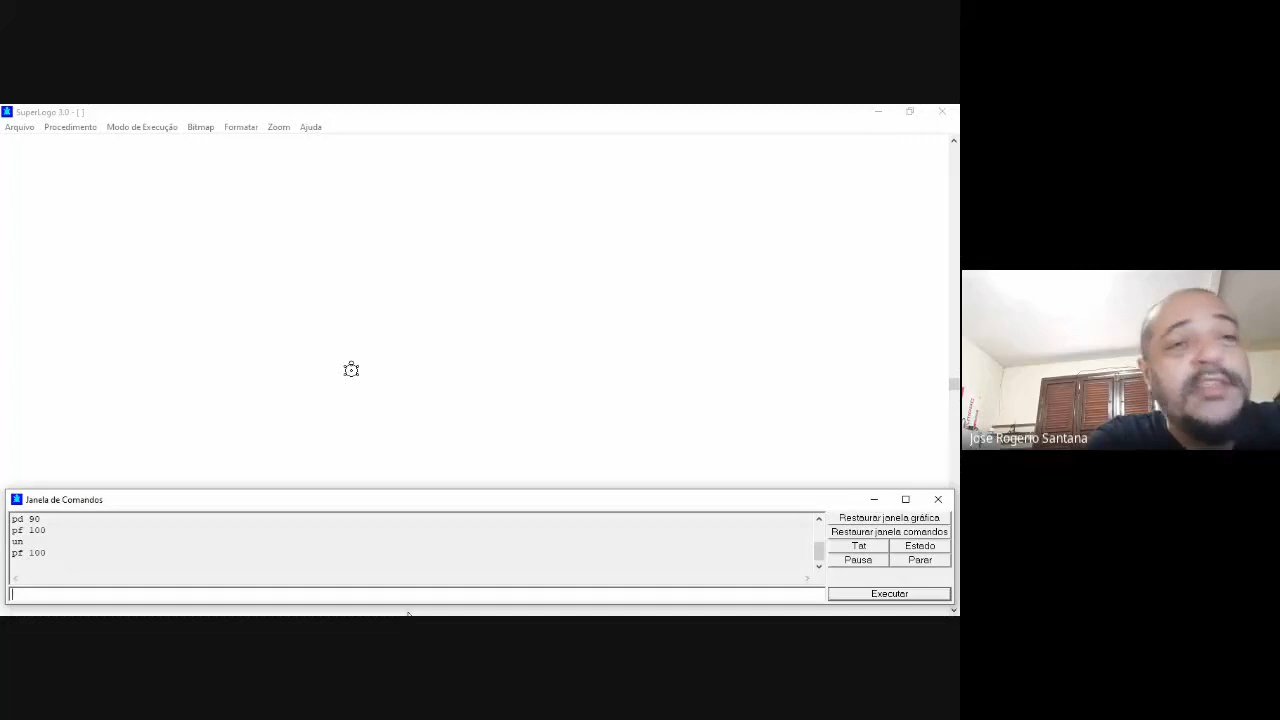 SuperLogo 3.0 - [ ]
Arquivo Procedimento Modo de Execução Bitmap Formatar Zoom Ajuda
Janela de Comandos
pd 90
pf 100
un
pf 100
Restaurar janela gráfica
Restaurar janela comandos
Tat Estado
Pausa Parar
Executar
Jose Rogerio Santana